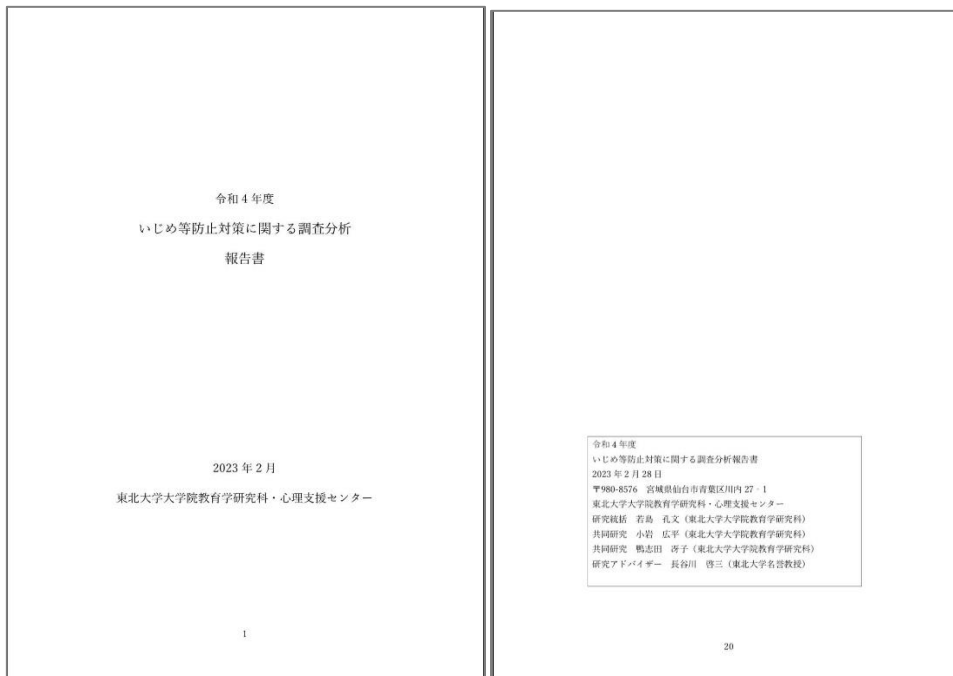 令和 4 年度
いじめ等防止対策に関する調査分析
報告書
2023 年 2 月
東北大学大学院教育学研究科・心理支援センター
1
令和 4 年度
いじめ等防止対策に関する調査分析報告書
2023 年 2 月 28 日
〒980-8576 宮城県仙台市青葉区川内 27‐1
東北大学大学院教育学研究科・心理支援センター
研究統括 若島 孔文（東北大学大学院教育学研究科）
共同研究 小岩 広平（東北大学大学院教育学研究科）
共同研究 鴨志田 冴子（東北大学大学院教育学研究科）
研究アドバイザー 長谷川 啓三（東北大学名誉教授）
20